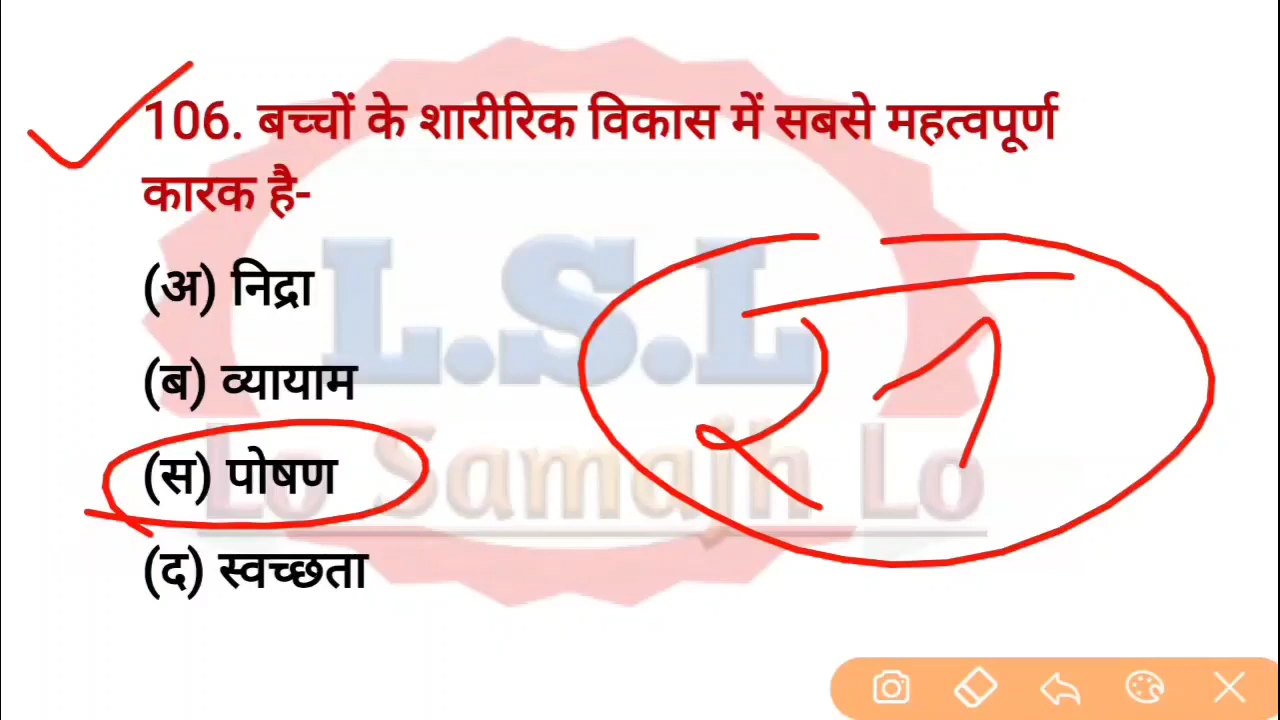 106. बच्चों के शारीरिक विकास में सबसे महत्वपूर्ण
कारक है-
(अ) निद्रा
(ब) व्यायाम
(स) पोषण
(द) स्वच्छता
L.S.L
Lo Samajh Lo